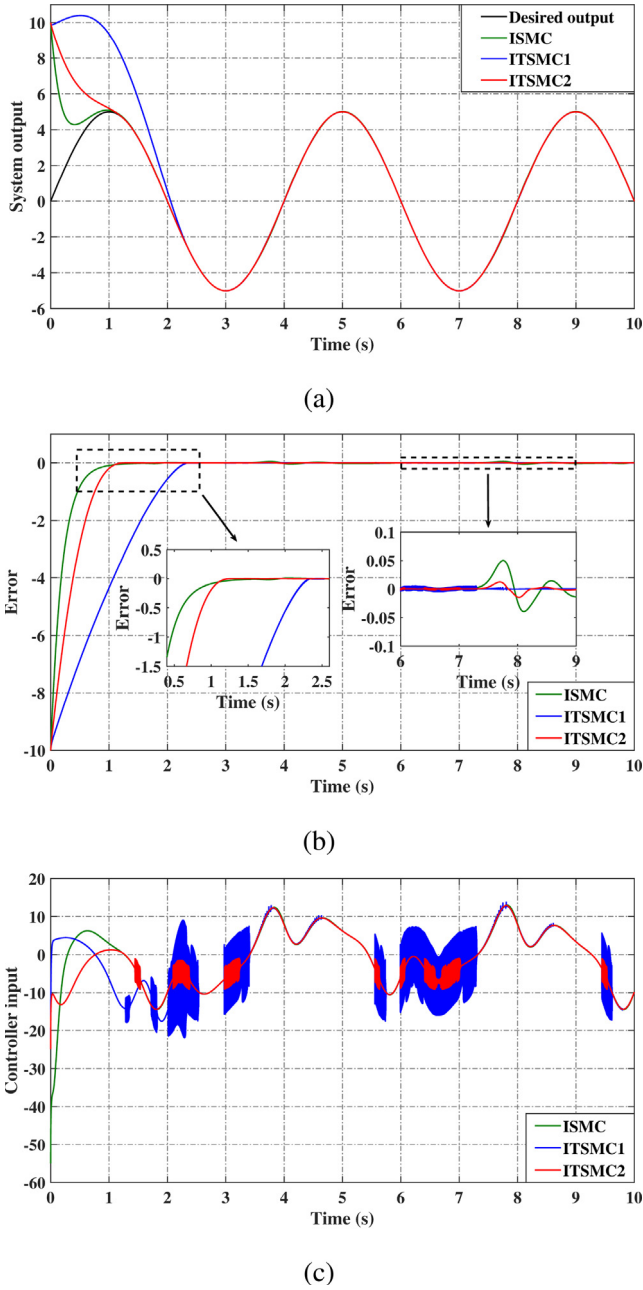 Desired output
ISMC
ITSMC1
ITSMC2
10
8
6
4
2
0
-2
-4
-6
System output
0 1 2 3 4 5 6 7 8 9 10
Time (s)
(a)
0
-2
-4
-6
-8
-10
Error
0.5
0
-0.5
-1
-1.5
Error
0.5 1 1.5 2 2.5
Time (s)
0.1
0.05
0
-0.05
-0.1
Error
6 7 8 9
Time (s)
ISMC
ITSMC1
ITSMC2
0 1 2 3 4 5 6 7 8 9 10
Time (s)
(b)
20
10
0
-10
-20
-30
-40
-50
-60
Controller input
ISMC
ITSMC1
ITSMC2
0 1 2 3 4 5 6 7 8 9 10
Time (s)
(c)